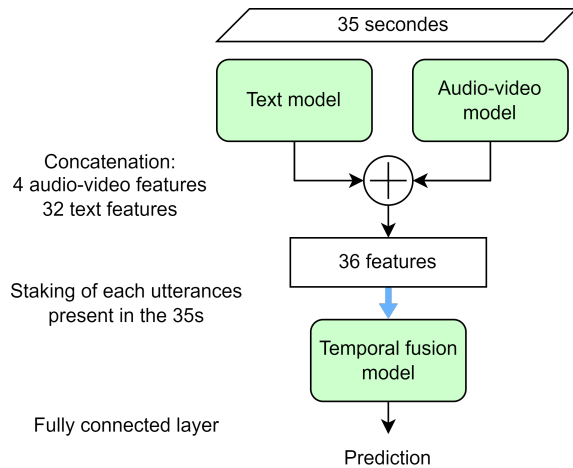 35 secondes
Text model
Audio-video
model
Concatenation:
4 audio-video features
32 text features
36 features
Staking of each utterances
present in the 35s
Temporal fusion
model
Fully connected layer
Prediction